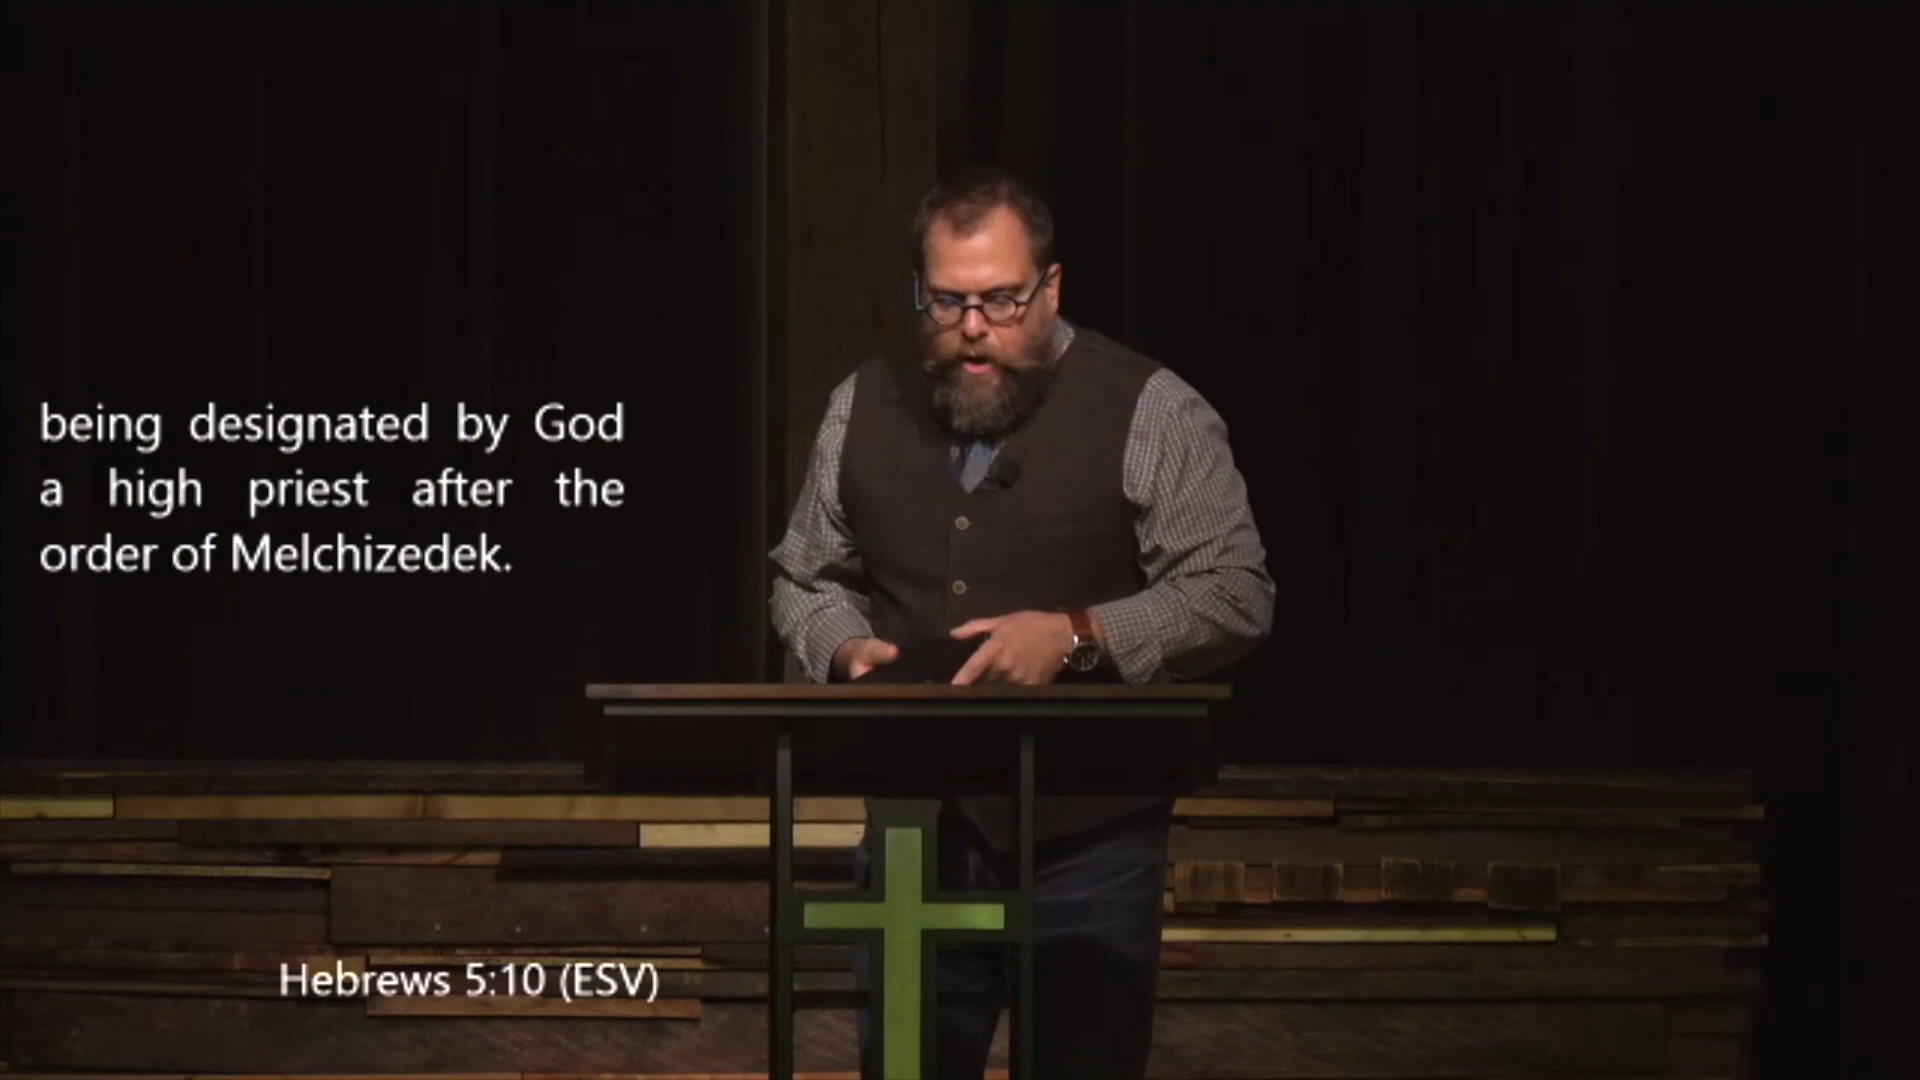 being designated by God
a high priest after the
order of Melchizedek.
Hebrews 5:10 (ESV)